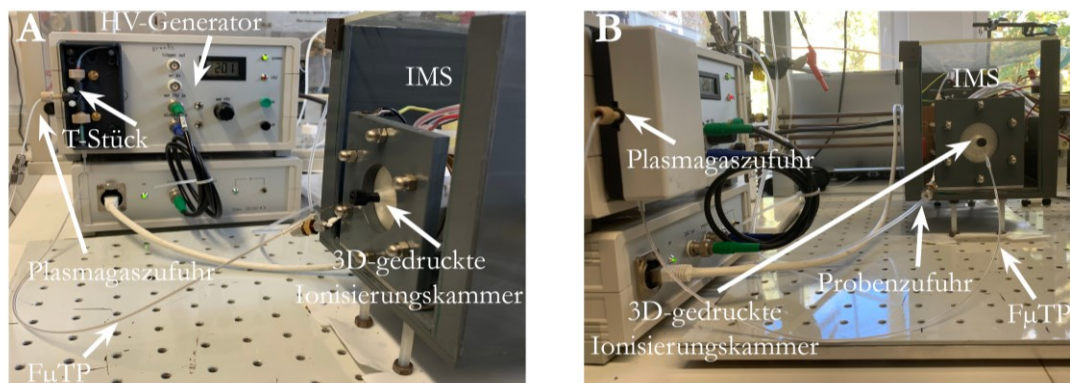 A
HV-Generator
IMS
T-Stück
Plasmagaszufuhr
3D-gedruckte
Ionisierungskammer
FµTP
B
IMS
Plasmagaszufuhr
Probenzufuhr
3D-gedruckte
Ionisierungskammer
FµTP